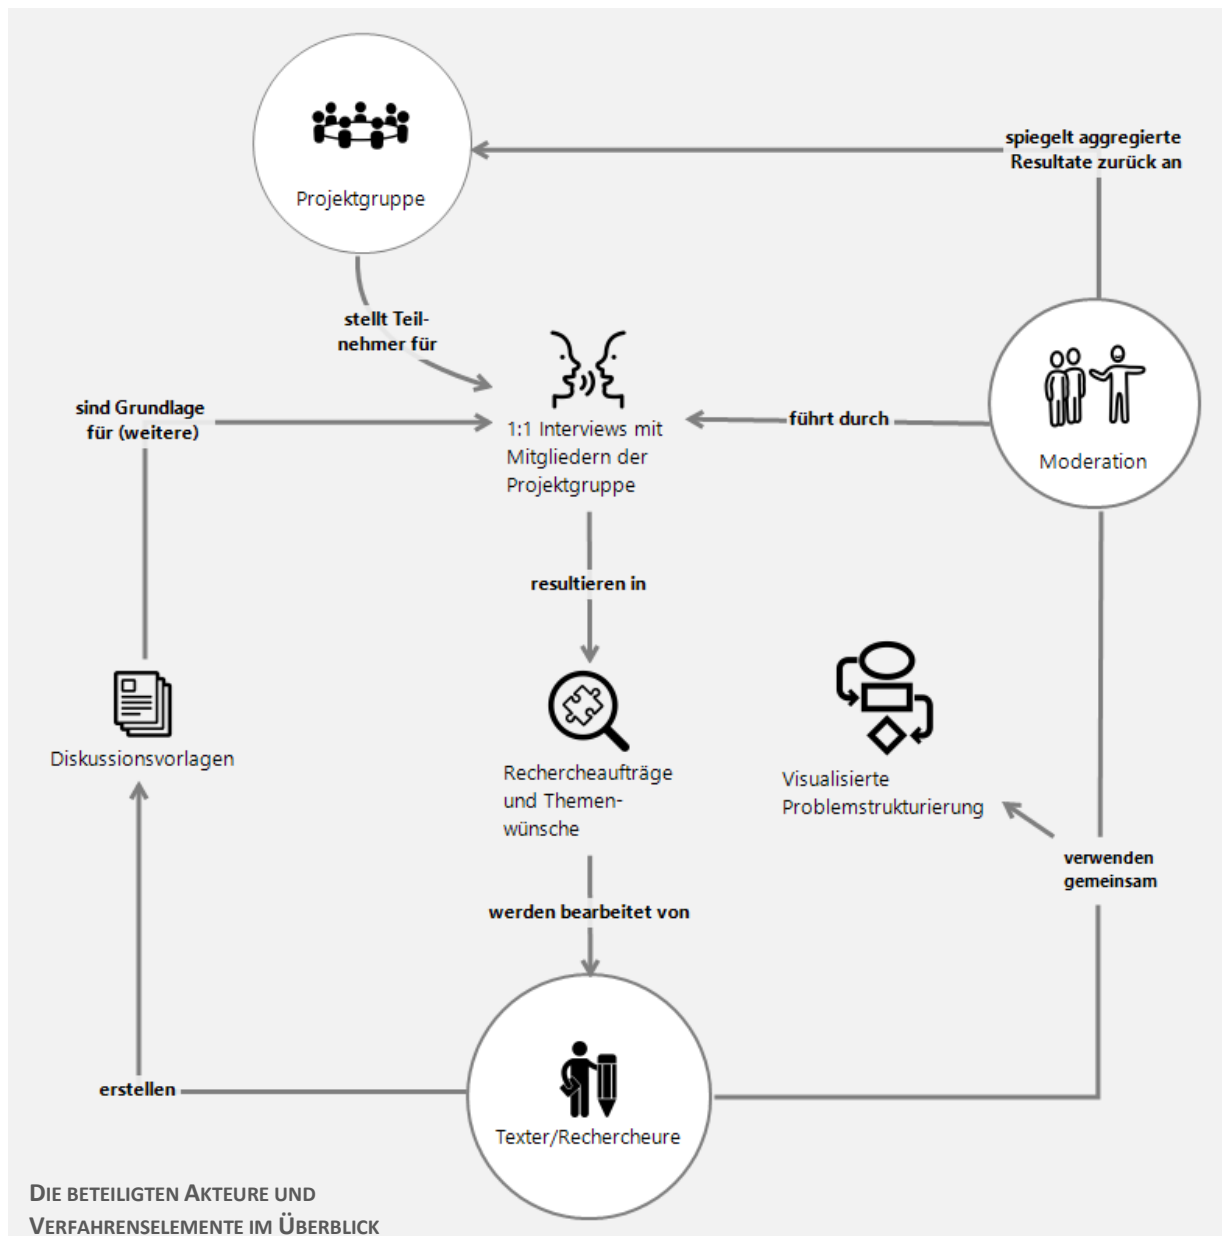 Projektgruppe
spiegelt aggregierte
Resultate zurück an
stellt Teil-
nehmer für
sind Grundlage
für (weitere)
1:1 Interviews mit
Mitgliedern der
Projektgruppe
führt durch
Moderation
resultieren in
Diskussionsvorlagen
Rechercheaufträge
und Themen-
wünsche
Visualisierte
Problemstrukturierung
verwenden
gemeinsam
werden bearbeitet von
erstellen
Texter/Rechercheure
DIE BETEILIGTEN AKTEURE UND
VERFAHRENSELEMENTE IM ÜBERBLICK